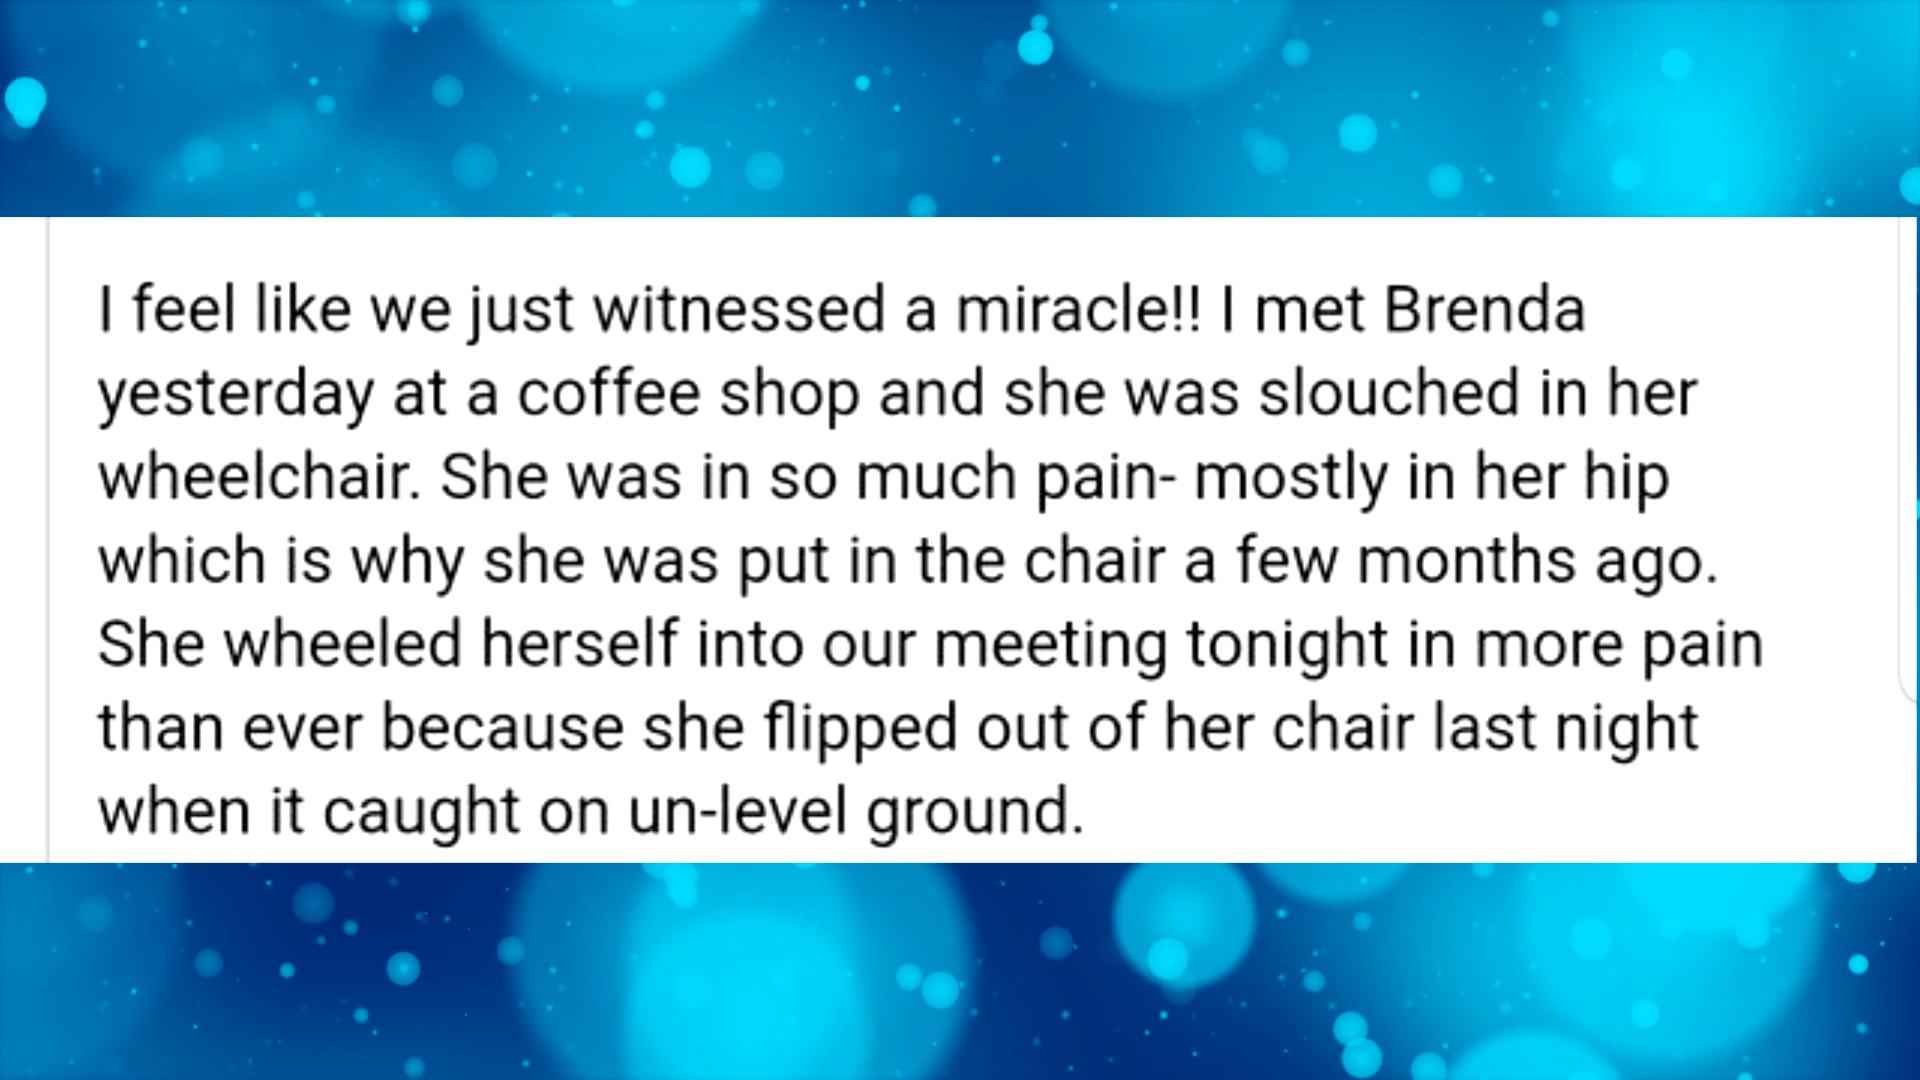 I feel like we just witnessed a miracle!! I met Brenda
yesterday at a coffee shop and she was slouched in her
wheelchair. She was in so much pain- mostly in her hip
which is why she was put in the chair a few months ago.
She wheeled herself into our meeting tonight in more pain
than ever because she flipped out of her chair last night
when it caught on un-level ground.